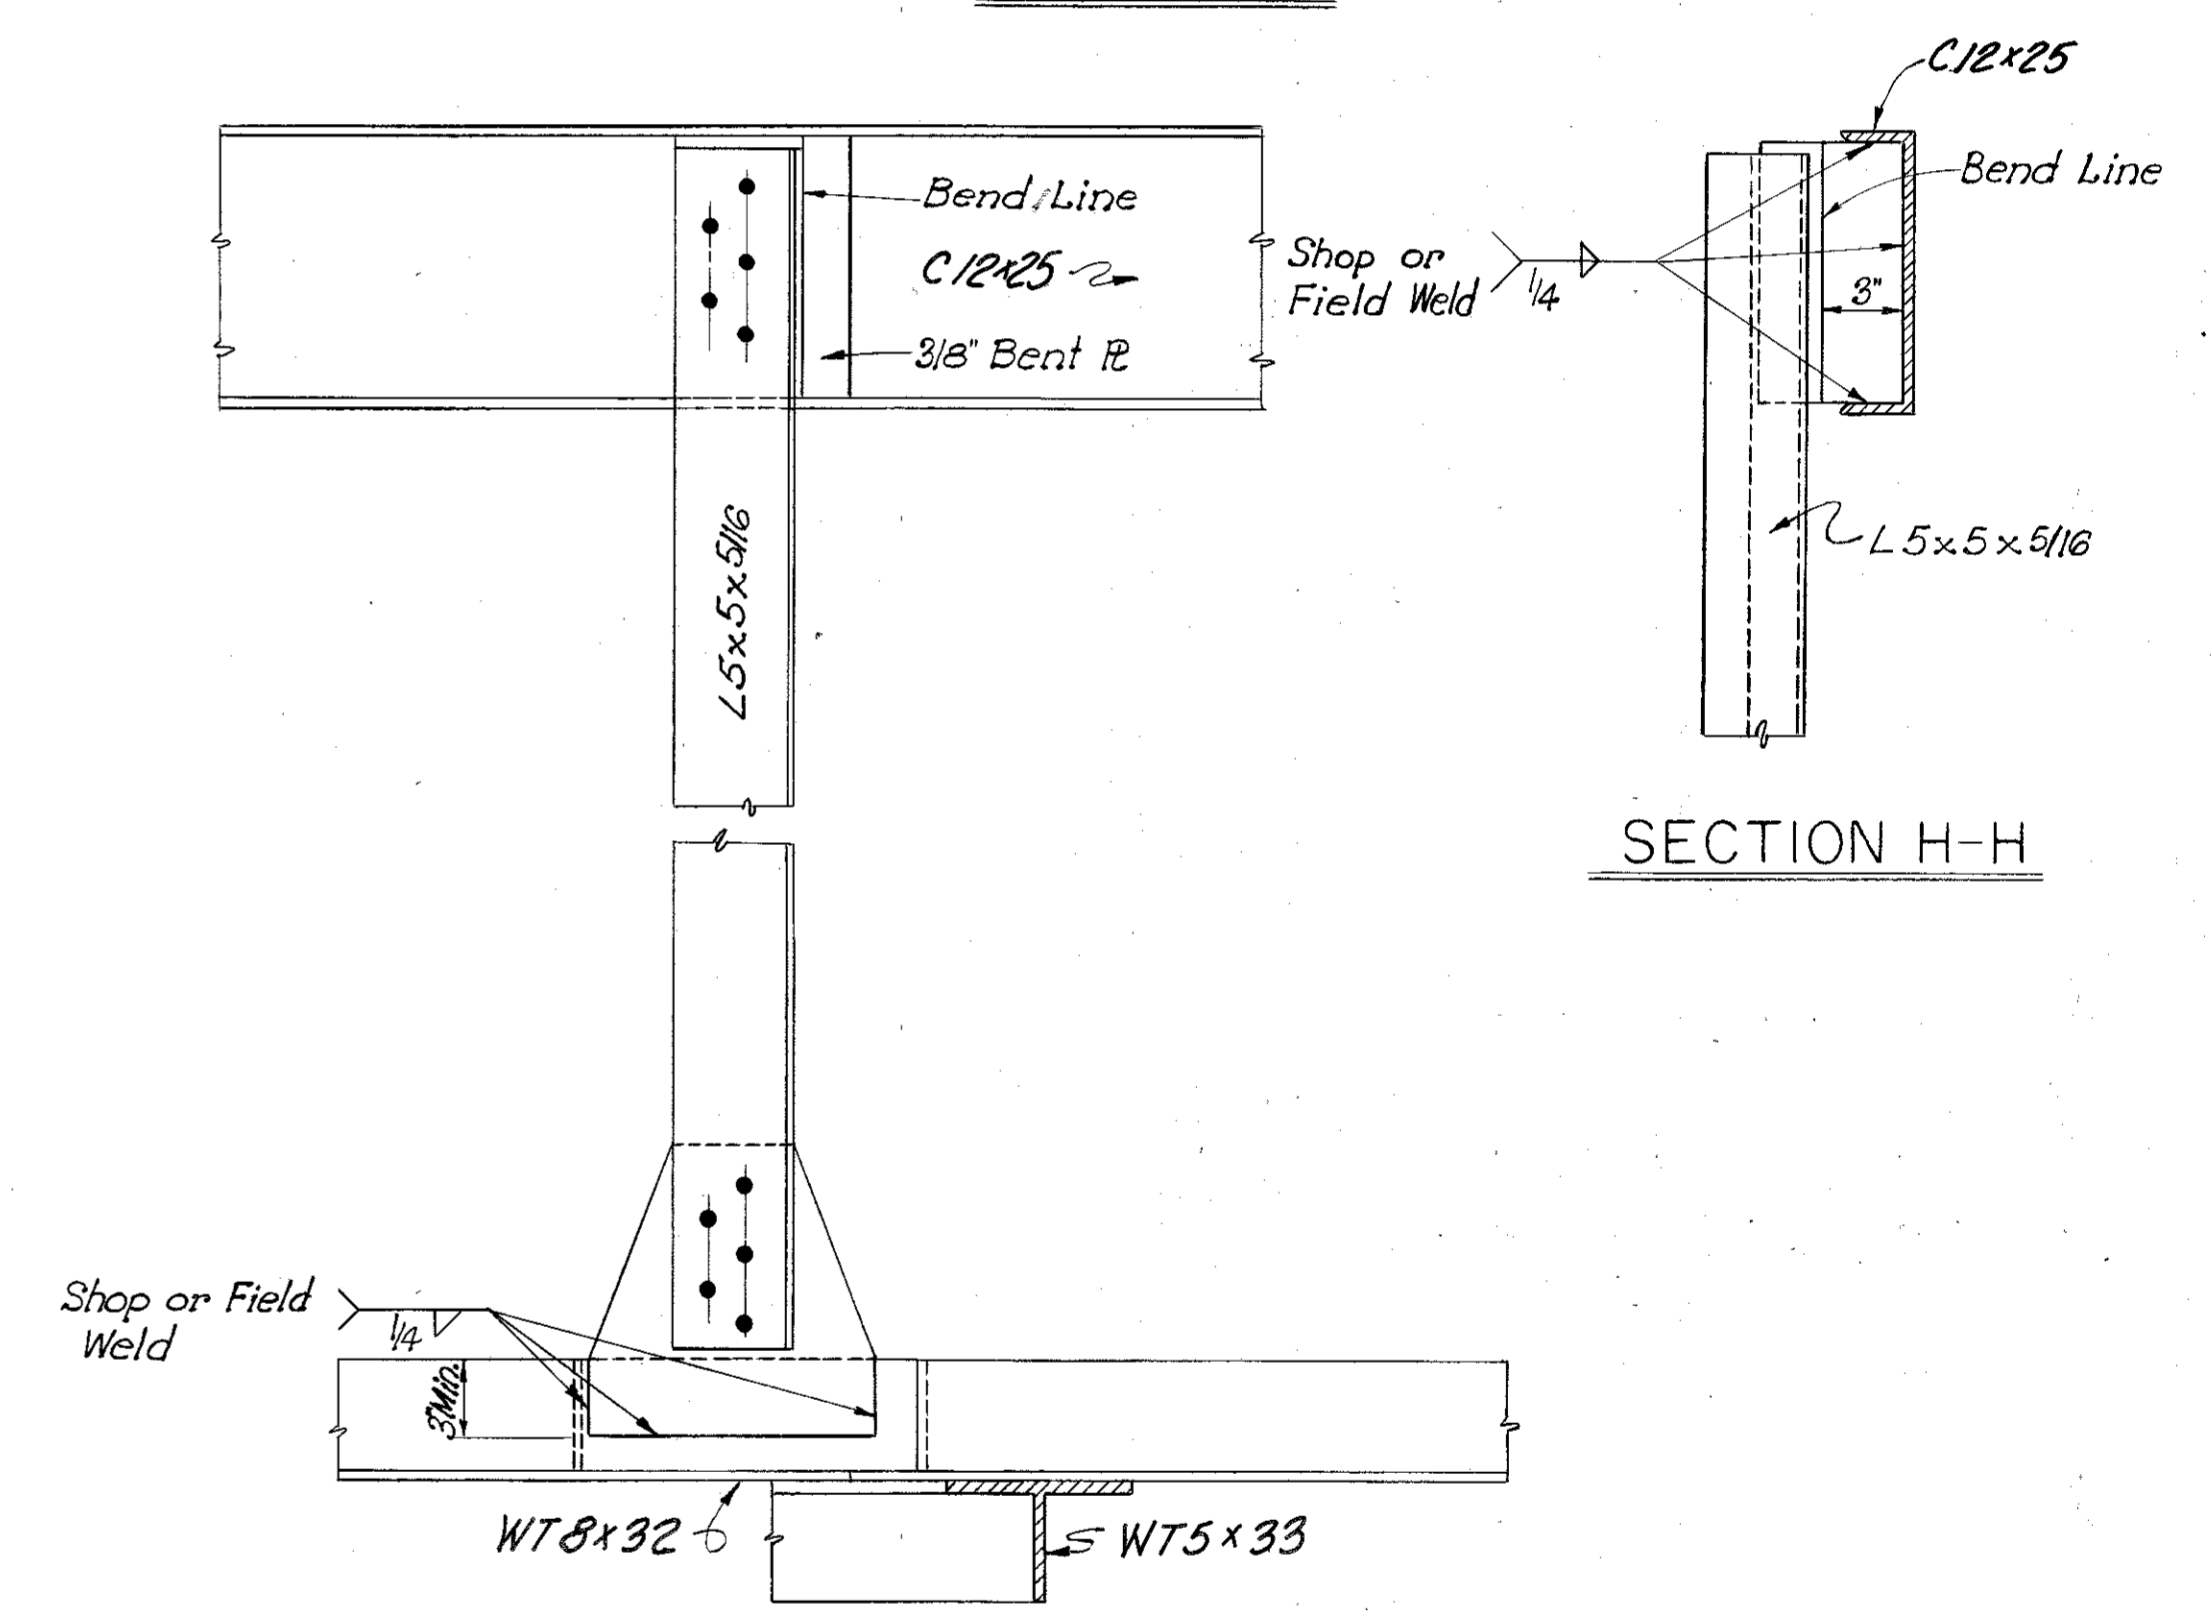 C12x25
Bend Line
Bend Line
C12x25
Shop or
Field Weld
1/4
3"
3/8" Bent PL
L5x5x5/16
L5x5x5/16
SECTION H-H
Shop or Field
Weld
1/4
3"Min.
WT8x32
WT5x33